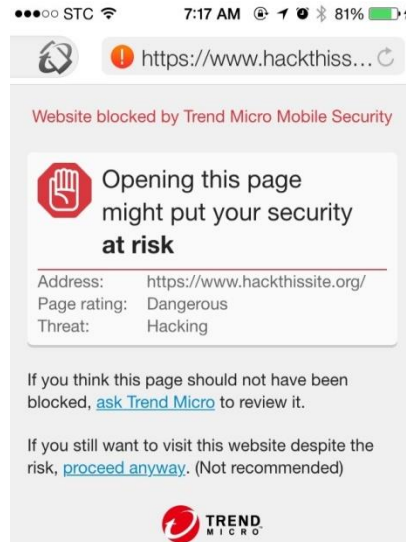 STC 7:17 AM 81%
https://www.hackthiss...
Website blocked by Trend Micro Mobile Security
Opening this page
might put your security
at risk
Address: https://www.hackthissite.org/
Page rating: Dangerous
Threat: Hacking
If you think this page should not have been
blocked, ask Trend Micro to review it.
If you still want to visit this website despite the
risk, proceed anyway. (Not recommended)
TREND
MICRO